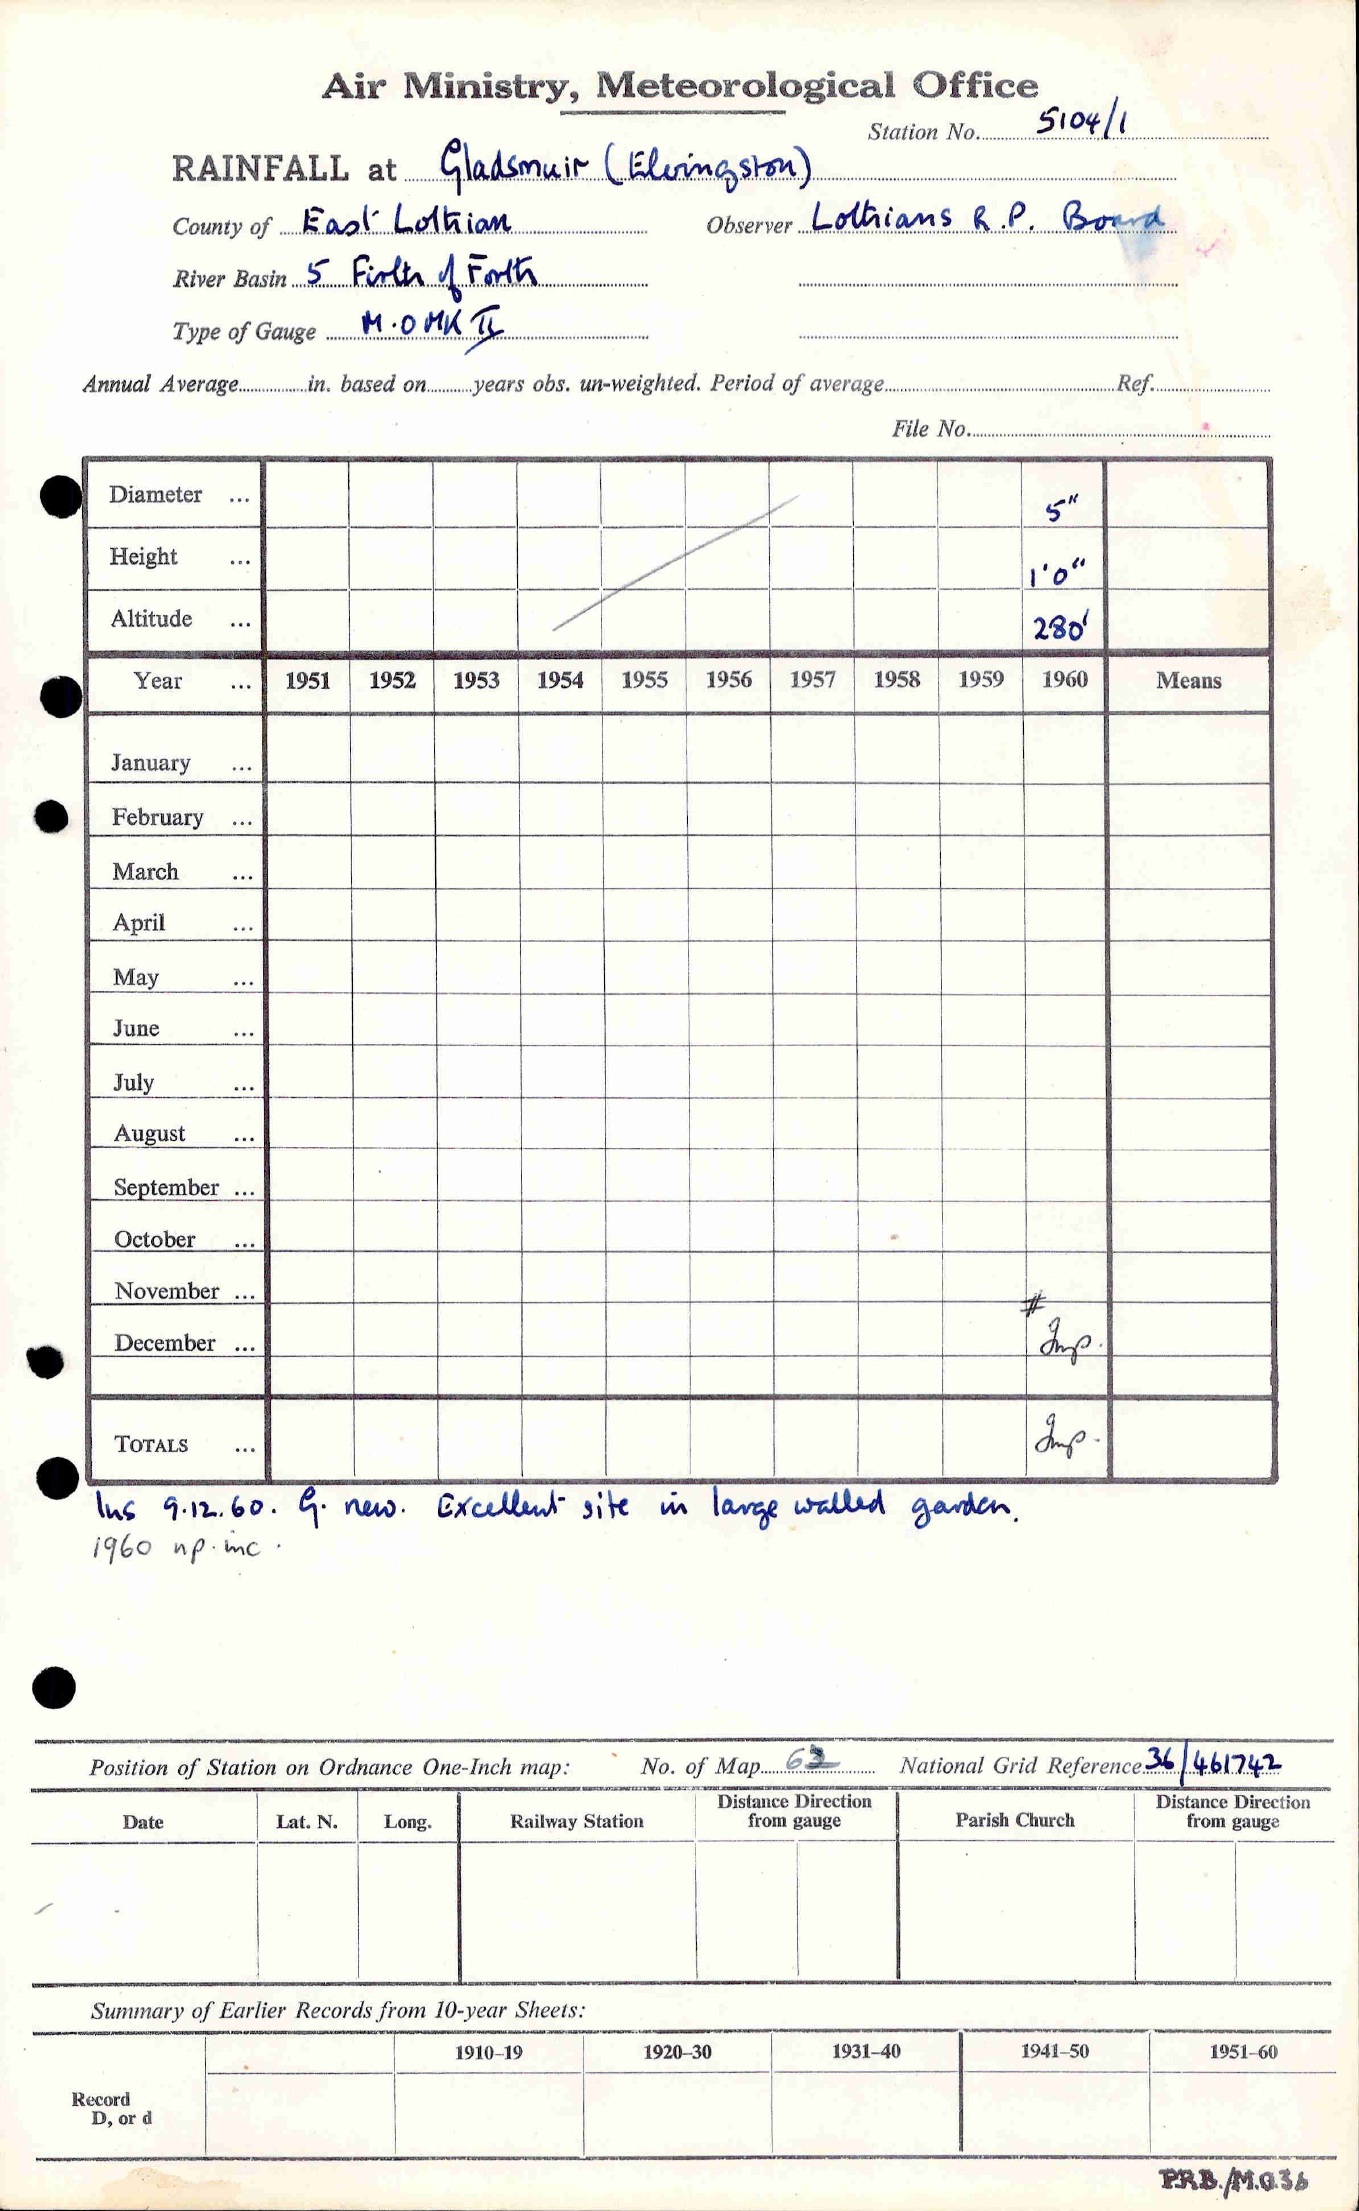 Air Ministry, Meteorological Office
Station No. 5104/1
RAINFALL at Gladsmuir (Elvingston)
County of East Lothian Observer Lothians R.P. Board
River Basin 5 Firth of Forth
Type of Gauge M.O MK II
Annual Average in. based on years obs. un-weighted. Period of average Ref.
File No.
Diameter ... 5"
Height ... 1'0"
Altitude ... 280'
Year ... 1951 1952 1953 1954 1955 1956 1957 1958 1959 1960 Means
January ...
February ...
March ...
April ...
May ...
June ...
July ...
August ...
September ...
October ...
November ...
#
December ... Imp.
TOTALS ... Imp.
Ins 9.12.60. G. new. Excellent site in large walled garden.
1960 np. inc.
Position of Station on Ordnance One-Inch map: No. of Map 63 National Grid Reference 36/461742
Date Lat. N. Long. Railway Station Distance Direction from gauge Parish Church Distance Direction from gauge
Summary of Earlier Records from 10-year Sheets:
1910–19 1920–30 1931–40 1941–50 1951–60
Record
D, or d
P.R.B./M.O.36